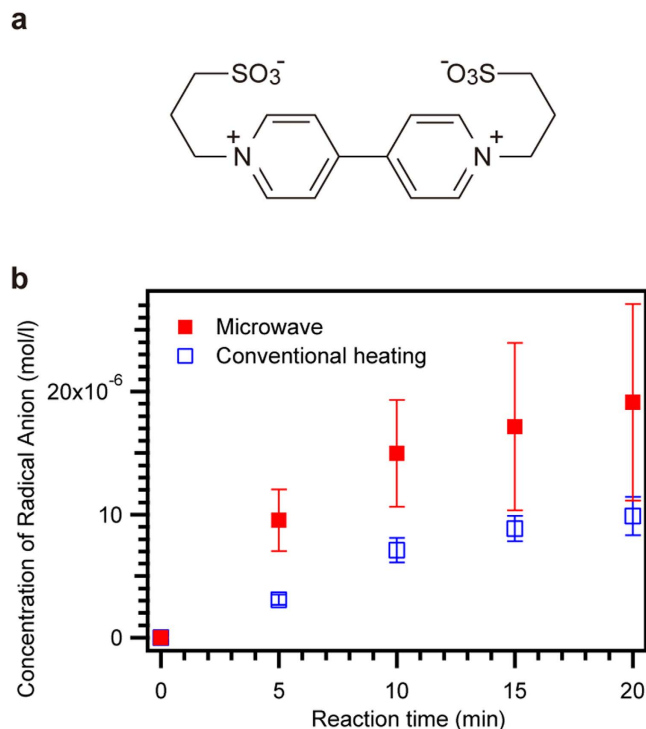 a
SO₃⁻
⁻O₃S
+
+
N
N
b
Microwave
Conventional heating
Concentration of Radical Anion (mol/l)
20x10⁻⁶
10
0
0 5 10 15 20
Reaction time (min)